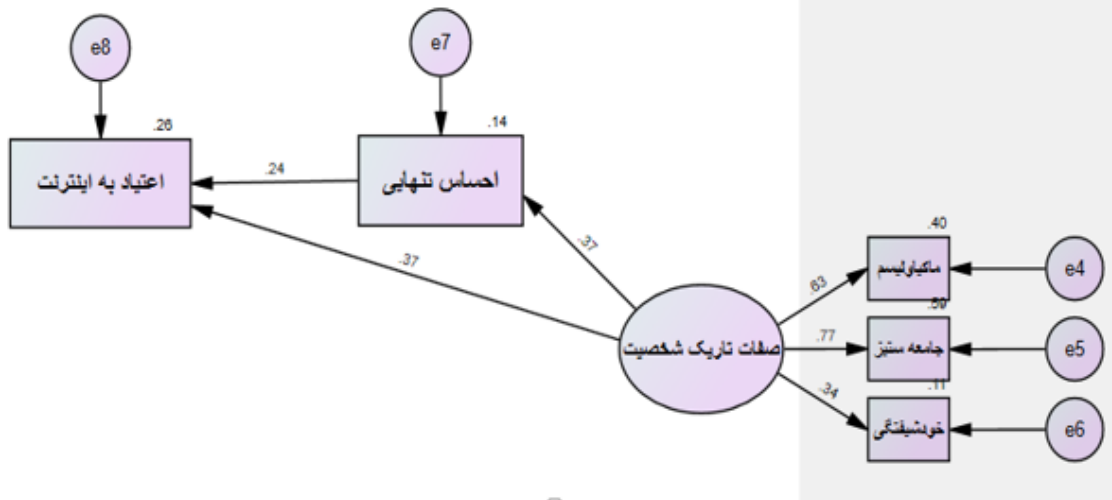 e8
e7
.26
.14
اعتیاد به اینترنت
.24
احساس تنهایی
.37
.37
صفات تاریک شخصیت
.40
.63
ماکیاولیسم
e4
.59
.77
جامعه ستیز
e5
.11
.34
خودشیفتگی
e6